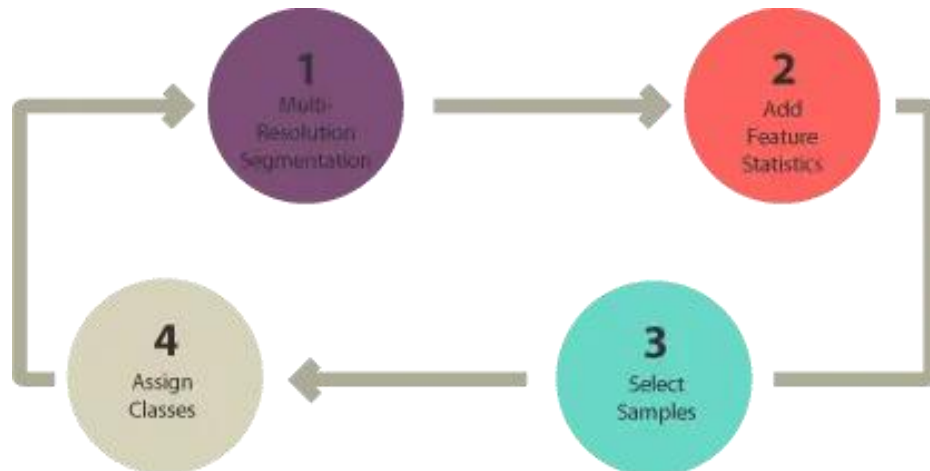 1
Multi-
Resolution
Segmentation
2
Add
Feature
Statistics
3
Select
Samples
4
Assign
Classes